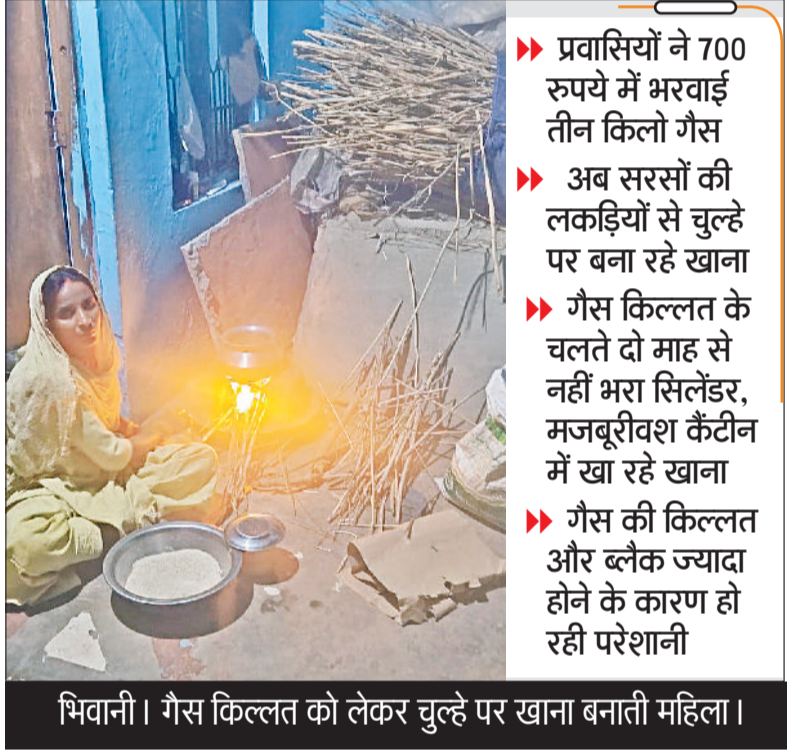 प्रवासियों ने 700
रुपये में भरवाई
तीन किलो गैस
अब सरसों की
लकड़ियों से चुल्हे
पर बना रहे खाना
गैस किल्लत के
चलते दो माह से
नहीं भरा सिलेंडर,
मजबूरीवश कैंटीन
में खा रहे खाना
गैस की किल्लत
और ब्लैक ज्यादा
होने के कारण हो
रही परेशानी
भिवानी। गैस किल्लत को लेकर चुल्हे पर खाना बनाती महिला।